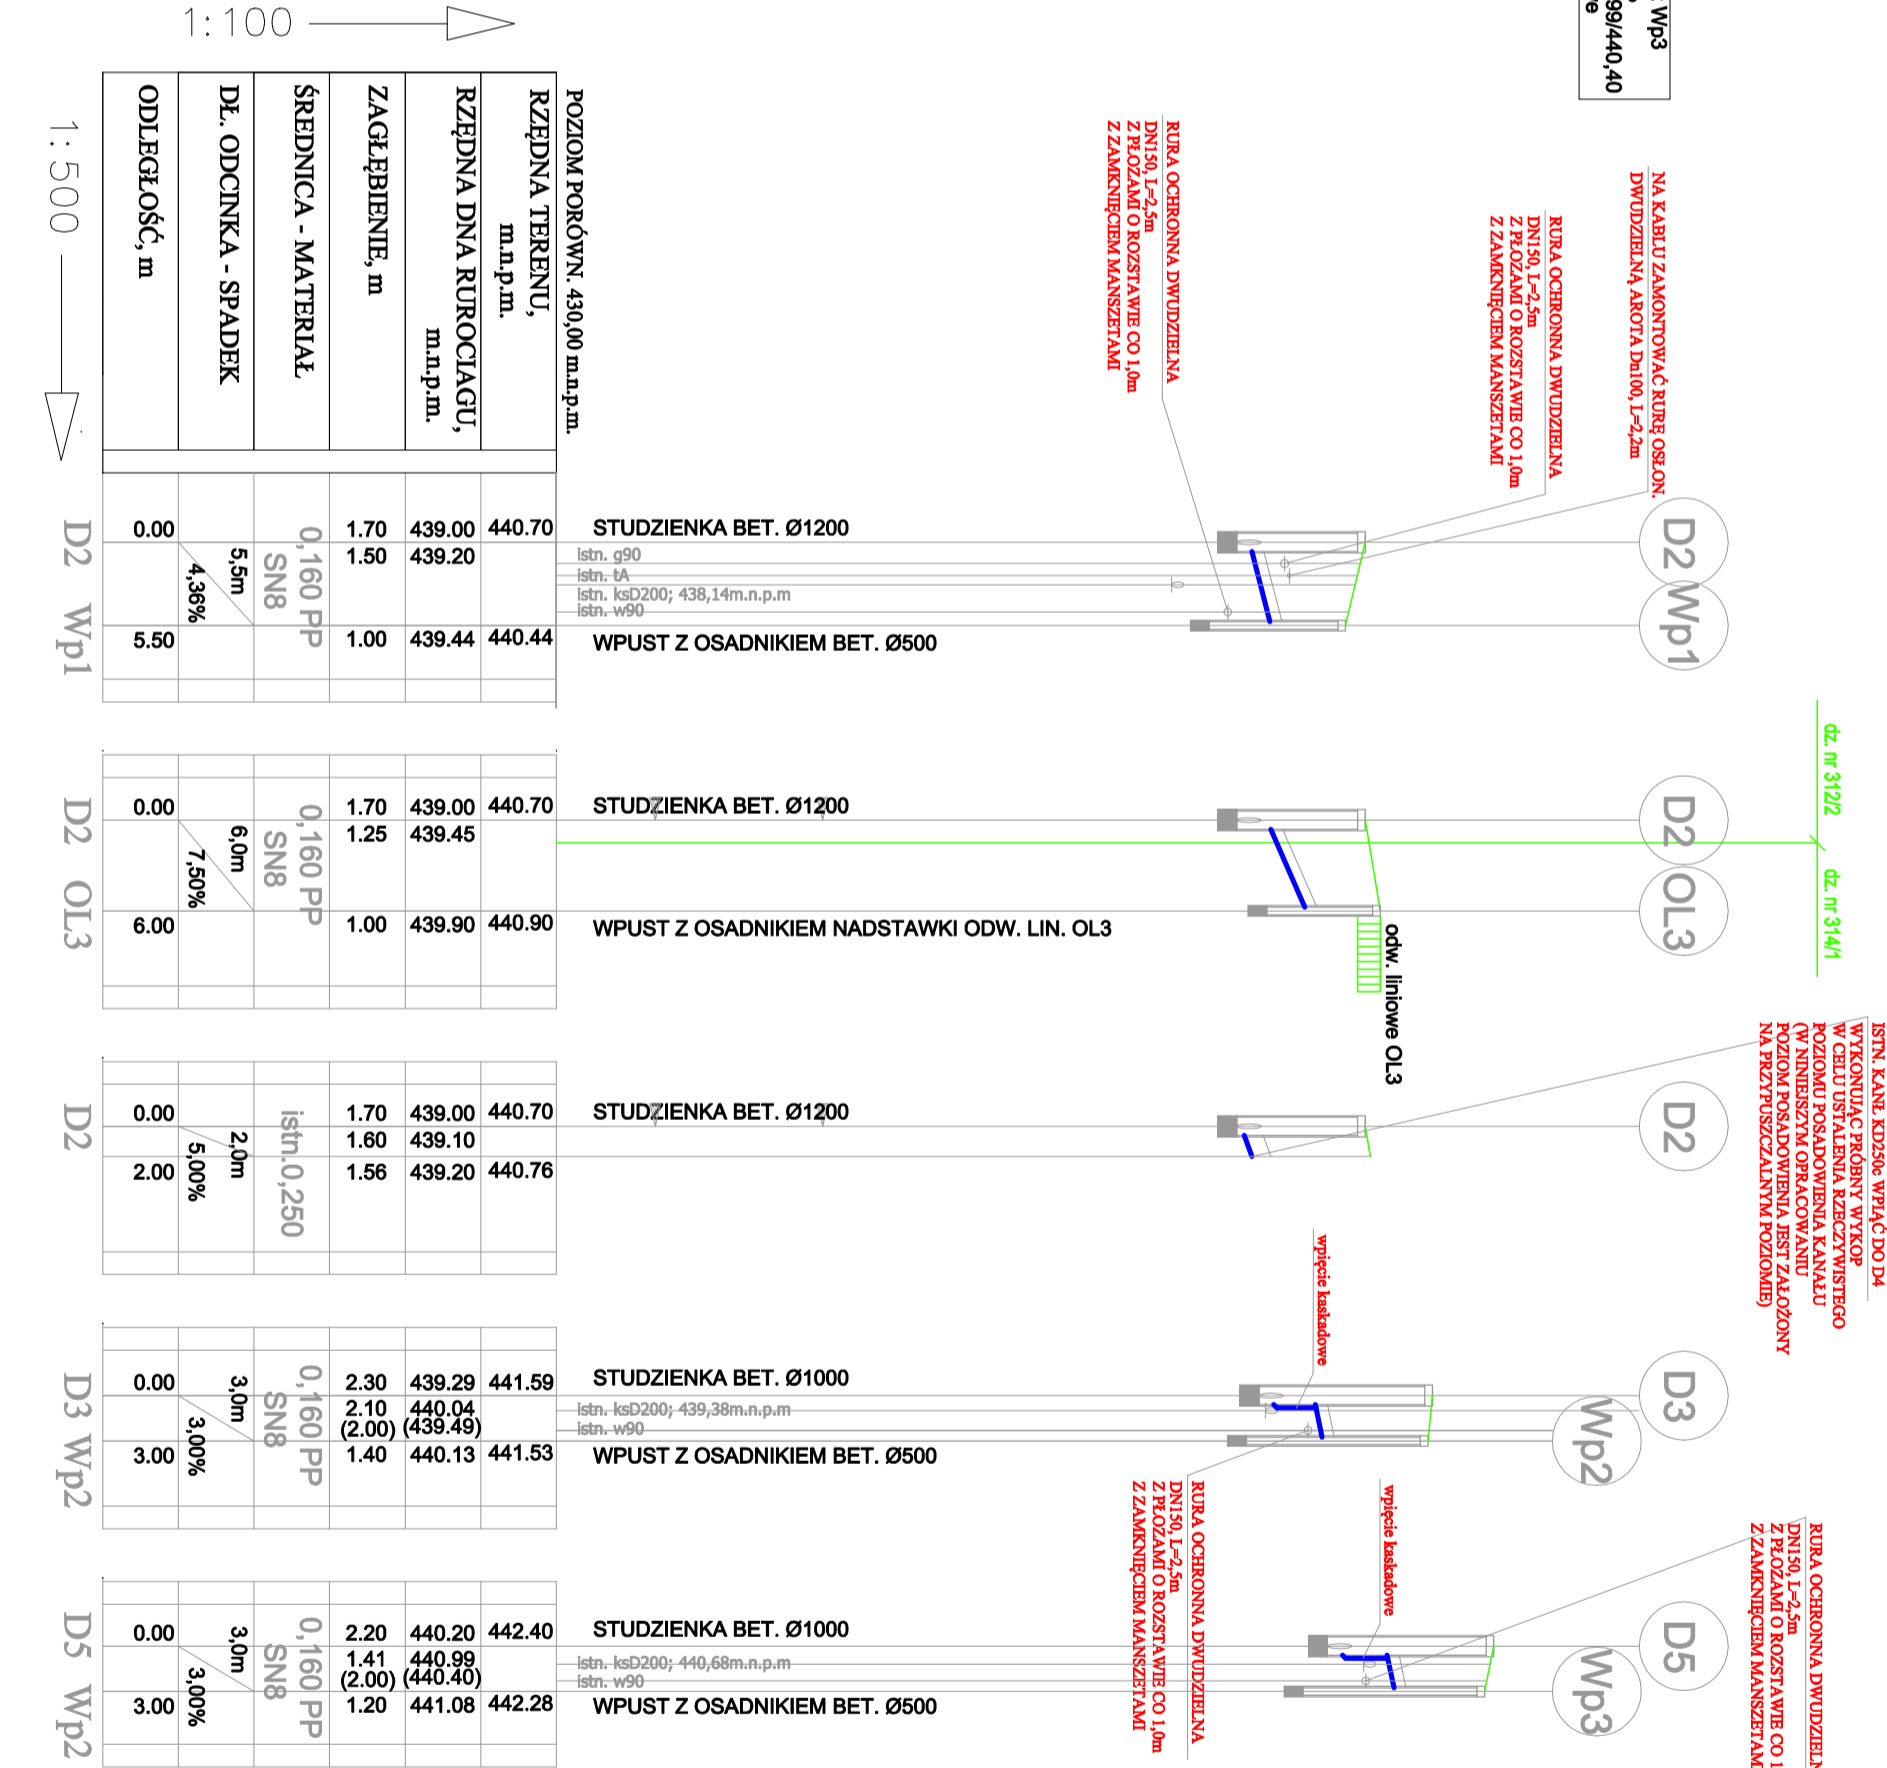 1:100
1:500
Wp3
99/440,40
POZIOM PORÓWN. 430,00 m.n.p.m.
RZĘDNA TERENU,
m.n.p.m.
RZĘDNA DNA RUROCIAGU,
m.n.p.m.
ZAGŁĘBIENIE, m
ŚREDNICA - MATERIAŁ
DŁ. ODCINKA - SPADEK
ODLEGŁOŚĆ, m
NA KABLU ZAMONTOWAĆ RURĘ OSŁON.
DWUDZIELNĄ AROTA Dn100, L=2,2m
RURA OCHRONNA DWUDZIELNA
DN150, L=2,5m
Z PŁOZAMI O ROZSTAWIE CO 1,0m
Z ZAMKNIĘCIEM MANSZETAMI
RURA OCHRONNA DWUDZIELNA
DN150, L=2,5m
Z PŁOZAMI O ROZSTAWIE CO 1,0m
Z ZAMKNIĘCIEM MANSZETAMI
D2
Wp1
0.00 1.70 439.00 440.70 STUDZIENKA BET. Ø1200
1.50 439.20
istn. g90
istn. tA
istn. ksD200; 438,14m.n.p.m
istn. w90
5,5m
4,36%
0,160 PP
SN8
5.50 1.00 439.44 440.44 WPUST Z OSADNIKIEM BET. Ø500
D2 Wp1
dz. nr 312/2
dz. nr 314/1
D2
OL3
0.00 1.70 439.00 440.70 STUDZIENKA BET. Ø1200
1.25 439.45
6,0m
7,50%
0,160 PP
SN8
6.00 1.00 439.90 440.90 WPUST Z OSADNIKIEM NADSTAWKI ODW. LIN. OL3
odw. liniowe OL3
D2 OL3
ISTN. KANŁ KD250c WPIĄĆ DO D4
WYKONUJĄC PRÓBNY WYKOP
W CELU USTALENIA RZECZYWISTEGO
POZIOMU POSADOWIENIA KANAŁU
(W NINIEJSZYM OPRACOWANIU
POZIOM POSADOWIENIA JEST ZAŁOŻONY
NA PRZYPUSZCZALNYM POZIOMIE)
D2
0.00 1.70 439.00 440.70 STUDZIENKA BET. Ø1200
1.60 439.10
2,0m
5,00%
istn.0,250
2.00 1.56 439.20 440.76
D2
wpięcie kaskadowe
D3
Wp2
0.00 2.30 439.29 441.59 STUDZIENKA BET. Ø1000
2.10 440.04
(2.00) (439.49)
istn. ksD200; 439,38m.n.p.m
istn. w90
3,0m
3,00%
0,160 PP
SN8
3.00 1.40 440.13 441.53 WPUST Z OSADNIKIEM BET. Ø500
D3 Wp2
RURA OCHRONNA DWUDZIELNA
DN150, L=2,5m
Z PŁOZAMI O ROZSTAWIE CO 1,0m
Z ZAMKNIĘCIEM MANSZETAMI
wpięcie kaskadowe
RURA OCHRONNA DWUDZIELN
DN150, L=2,5m
Z PŁOZAMI O ROZSTAWIE CO 1
Z ZAMKNIĘCIEM MANSZETAM
D5
Wp3
0.00 2.20 440.20 442.40 STUDZIENKA BET. Ø1000
1.41 440.99
(2.00) (440.40)
istn. ksD200; 440,68m.n.p.m
istn. w90
3,0m
3,00%
0,160 PP
SN8
3.00 1.20 441.08 442.28 WPUST Z OSADNIKIEM BET. Ø500
D5 Wp2